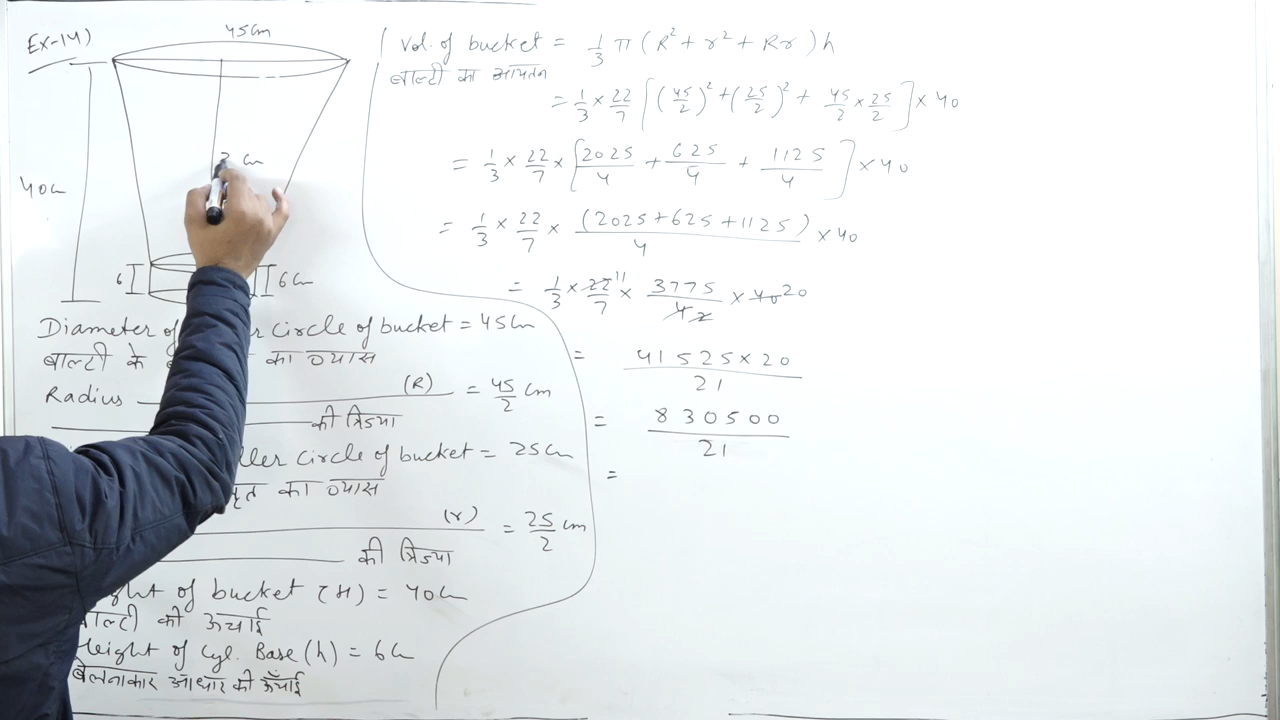 Ex-14)
45cm
40cm
cm
6
6cm
Diameter of circle of bucket = 45cm
बाल्टी के का व्यास
Radius (R) = 45/2 cm
की त्रिज्या
circle of bucket = 25cm
का व्यास
(r) = 25/2 cm
की त्रिज्या
of bucket (H) = 40cm
की ऊँचाई
Height of Cyl. Base (h) = 6cm
बेलनाकार आधार की ऊँचाई
Vol. of bucket = 1/3 π (R² + r² + Rr) h
बाल्टी का आयतन
= 1/3 × 22/7 [(45/2)² + (25/2)² + 45/2 × 25/2] × 40
= 1/3 × 22/7 × [2025/4 + 625/4 + 1125/4] × 40
= 1/3 × 22/7 × (2025+625+1125)/4 × 40
= 1/3 × 22 11/7 × 3775/4 2 × 40 20
= 41525×20/21
= 830500/21
=